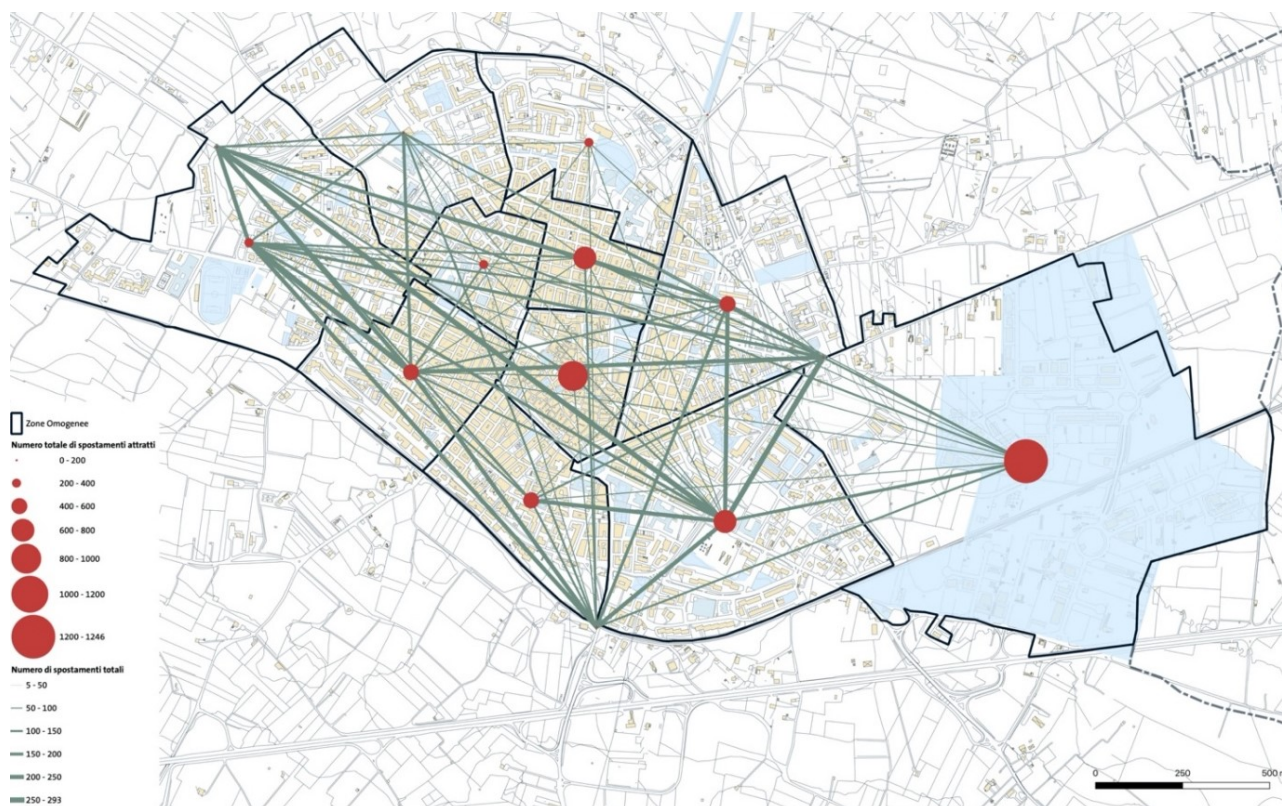 Zone Omogenee
Numero totale di spostamenti attratti
0 - 200
200 - 400
400 - 600
600 - 800
800 - 1000
1000 - 1200
1200 - 1246
Numero di spostamenti totali
5 - 50
50 - 100
100 - 150
150 - 200
200 - 250
250 - 293
0 250 500